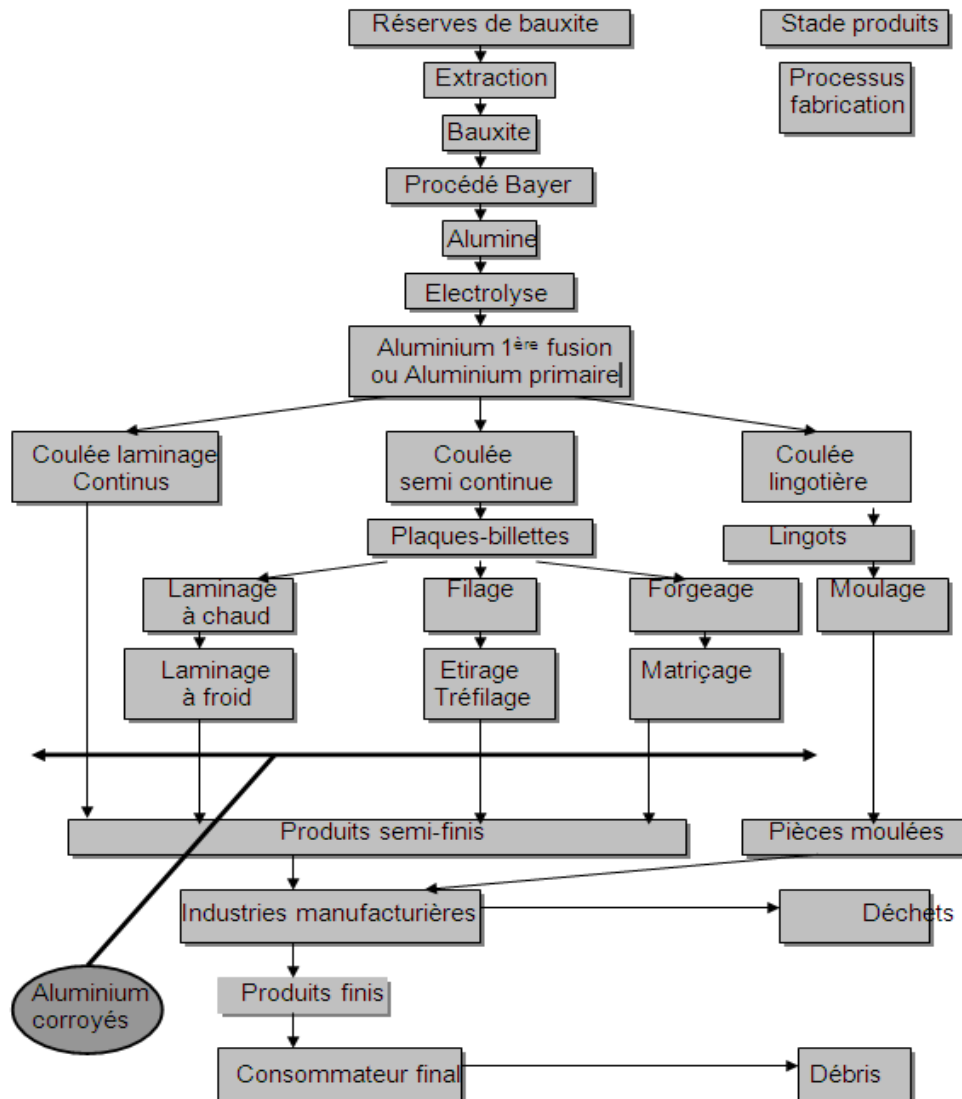 Réserves de bauxite
Stade produits
Extraction
Processus
fabrication
Bauxite
Procédé Bayer
Alumine
Electrolyse
Aluminium 1ère fusion
ou Aluminium primaire
Coulée laminage
Continus
Coulée
semi continue
Coulée
lingotière
Plaques-billettes
Lingots
Laminage
à chaud
Filage
Forgeage
Moulage
Laminage
à froid
Etirage
Tréfilage
Matriçage
Produits semi-finis
Pièces moulées
Industries manufacturières
Déchets
Aluminium
corroyés
Produits finis
Consommateur final
Débris